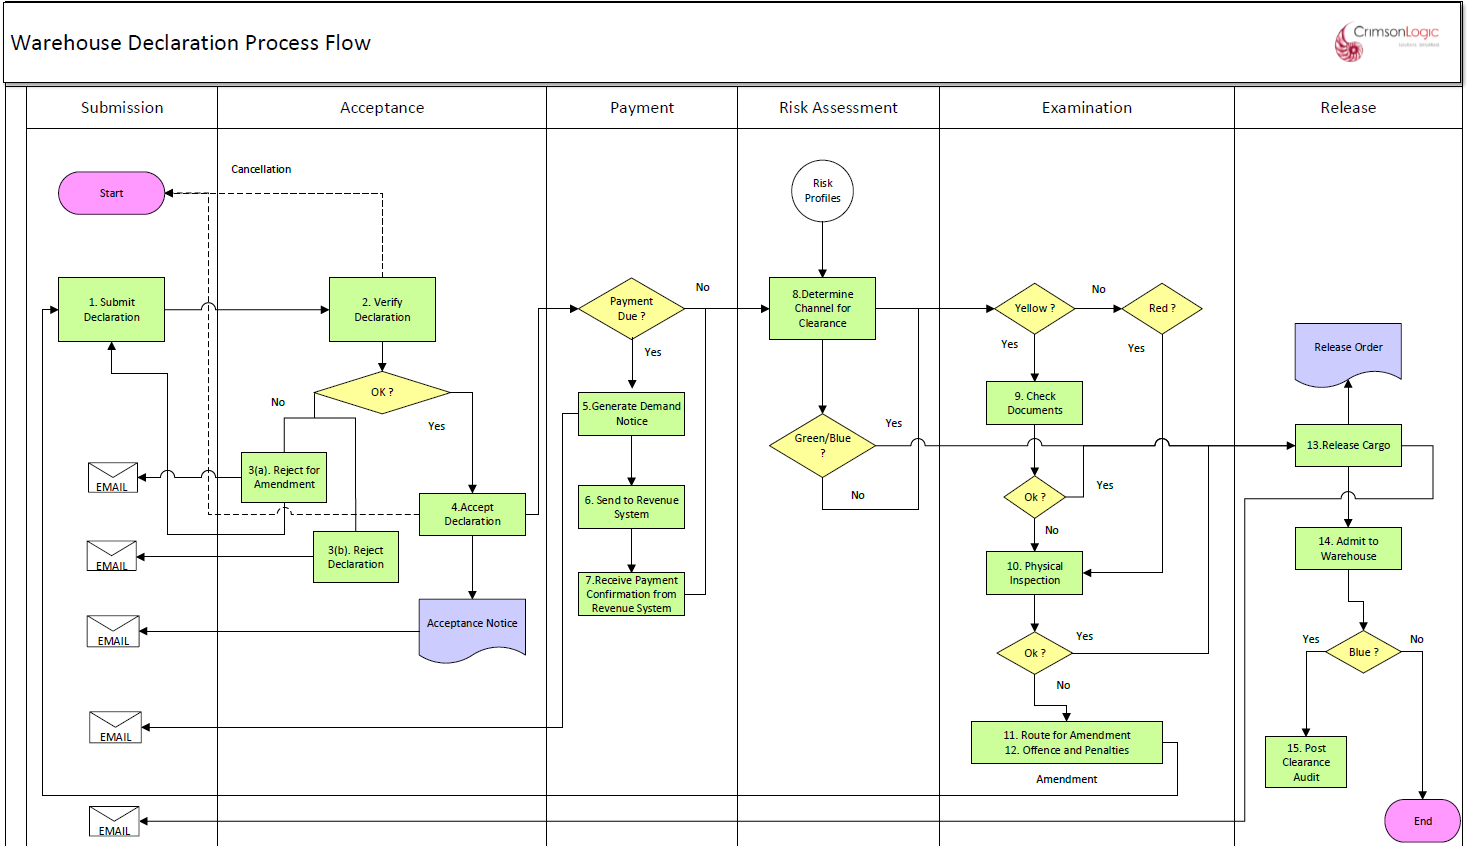 Warehouse Declaration Process Flow
CrimsonLogic
Submission
Acceptance
Payment
Risk Assessment
Examination
Release
Cancellation
Start
Risk
Profiles
1. Submit
Declaration
2. Verify
Declaration
Payment
Due ?
No
Yes
8.Determine
Channel for
Clearance
Yellow ?
No
Red ?
Yes
Yes
Release Order
OK ?
No
Yes
5.Generate Demand
Notice
9. Check
Documents
Green/Blue
?
Yes
No
13.Release Cargo
3(a). Reject for
Amendment
EMAIL
4.Accept
Declaration
6. Send to Revenue
System
Ok ?
Yes
No
3(b). Reject
Declaration
EMAIL
7.Receive Payment
Confirmation from
Revenue System
10. Physical
Inspection
14. Admit to
Warehouse
Acceptance Notice
EMAIL
Ok ?
Yes
No
Yes
Blue ?
No
EMAIL
11. Route for Amendment
12. Offence and Penalties
Amendment
15. Post
Clearance
Audit
EMAIL
End